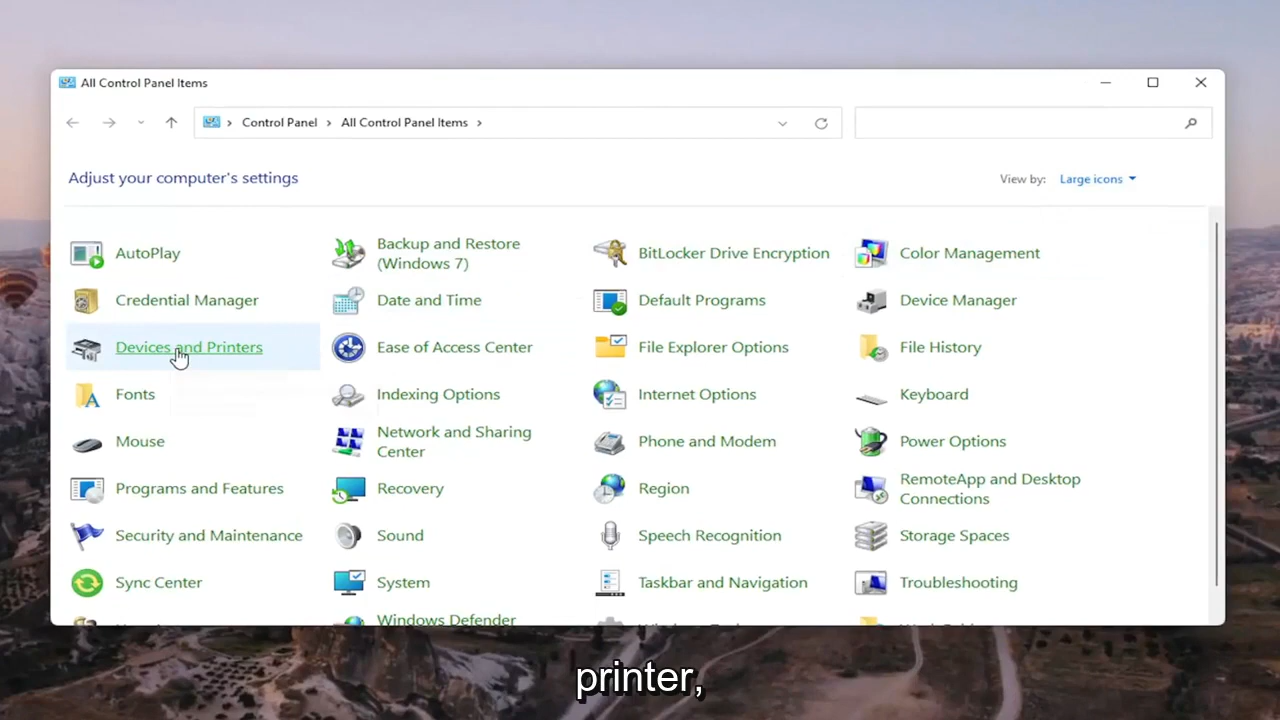 All Control Panel Items
Control Panel
All Control Panel Items
Adjust your computer's settings
View by:
Large icons
AutoPlay
Backup and Restore
(Windows 7)
BitLocker Drive Encryption
Color Management
Credential Manager
Date and Time
Default Programs
Device Manager
Devices and Printers
Ease of Access Center
File Explorer Options
File History
Fonts
Indexing Options
Internet Options
Keyboard
Mouse
Network and Sharing
Center
Phone and Modem
Power Options
Programs and Features
Recovery
Region
RemoteApp and Desktop
Connections
Security and Maintenance
Sound
Speech Recognition
Storage Spaces
Sync Center
System
Taskbar and Navigation
Troubleshooting
Windows Defender
printer,